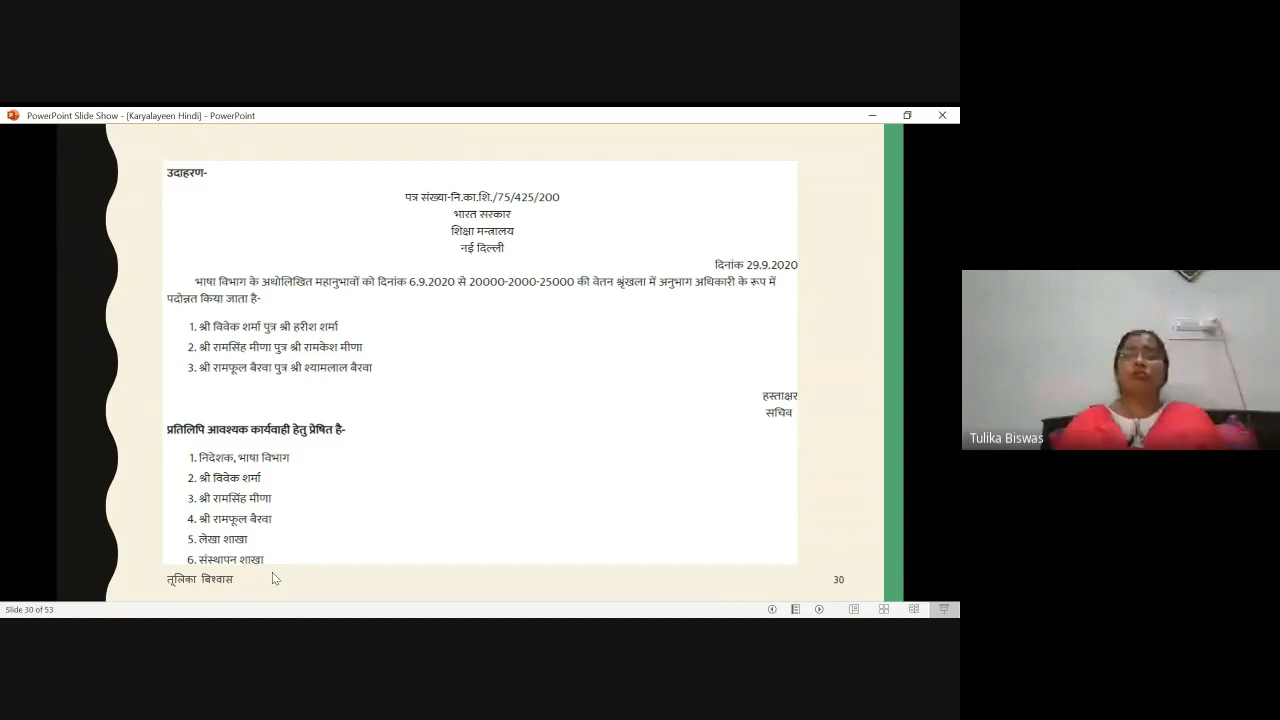 PowerPoint Slide Show - [Karyalayeen Hindi] - PowerPoint
उदाहरण-
पत्र संख्या-नि.का.शि./75/425/200
भारत सरकार
शिक्षा मन्त्रालय
नई दिल्ली
दिनांक 29.9.2020
भाषा विभाग के अधोलिखित महानुभावों को दिनांक 6.9.2020 से 20000-2000-25000 की वेतन श्रृंखला में अनुभाग अधिकारी के रूप में
पदोन्नत किया जाता है-
1. श्री विवेक शर्मा पुत्र श्री हरीश शर्मा
2. श्री रामसिंह मीणा पुत्र श्री रामकेश मीणा
3. श्री रामफूल बैरवा पुत्र श्री श्यामलाल बैरवा
हस्ताक्षर
सचिव
प्रतिलिपि आवश्यक कार्यवाही हेतु प्रेषित है-
1. निदेशक, भाषा विभाग
2. श्री विवेक शर्मा
3. श्री रामसिंह मीणा
4. श्री रामफूल बैरवा
5. लेखा शाखा
6. संस्थापन शाखा
तूलिका बिश्वास
30
Slide 30 of 53
Tulika Biswas